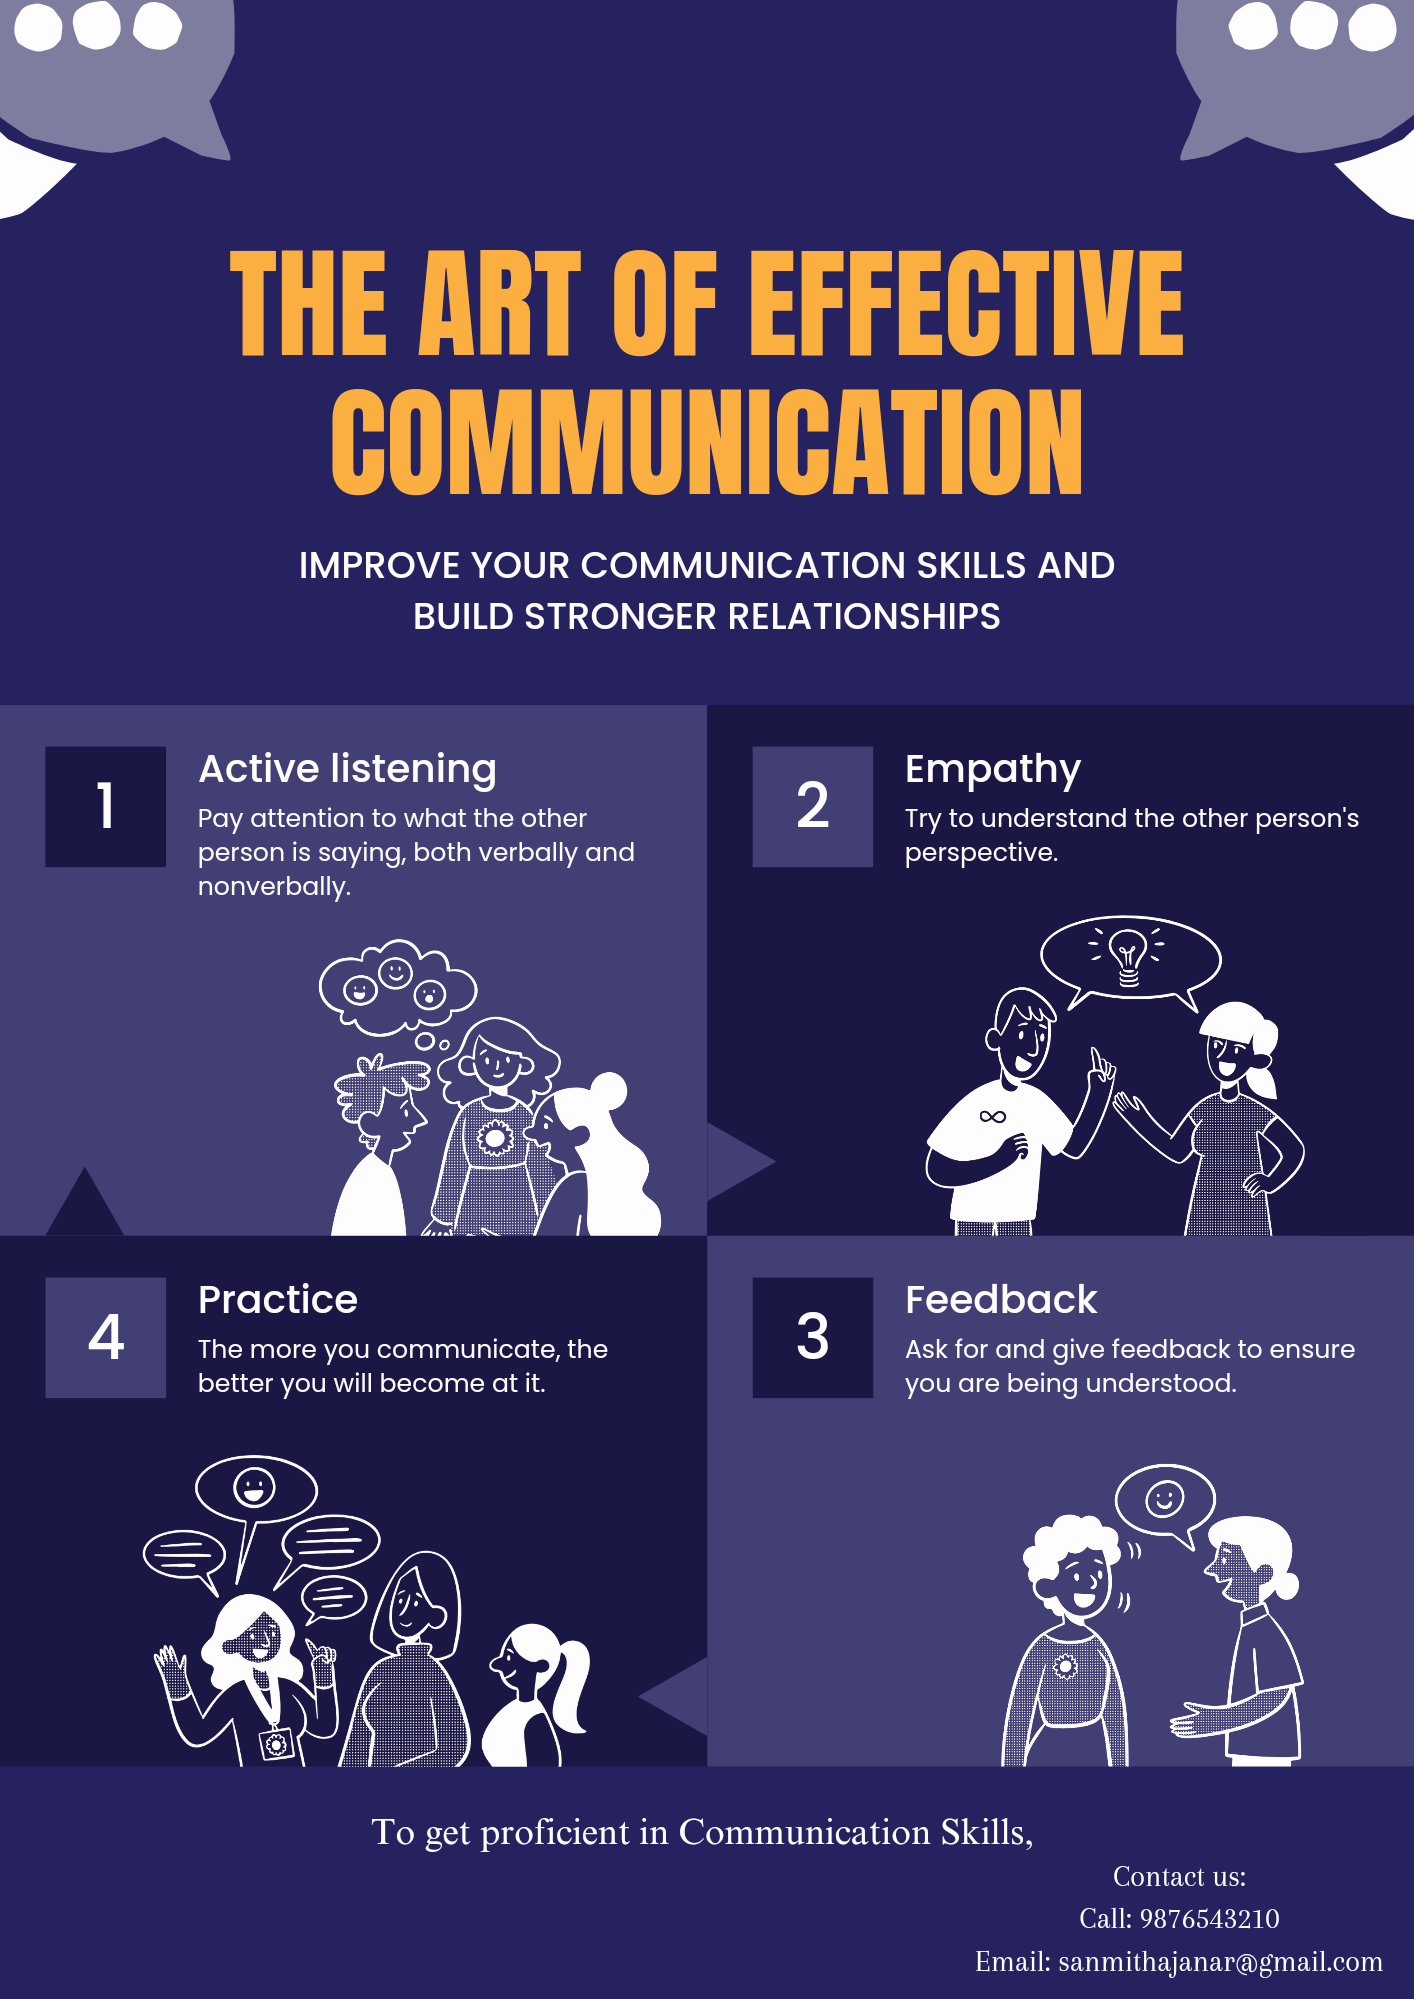 THE ART OF EFFECTIVE
COMMUNICATION
IMPROVE YOUR COMMUNICATION SKILLS AND
BUILD STRONGER RELATIONSHIPS
1
Active listening
Pay attention to what the other
person is saying, both verbally and
nonverbally.
2
Empathy
Try to understand the other person's
perspective.
4
Practice
The more you communicate, the
better you will become at it.
3
Feedback
Ask for and give feedback to ensure
you are being understood.
To get proficient in Communication Skills,
Contact us:
Call: 9876543210
Email: sanmithajanar@gmail.com